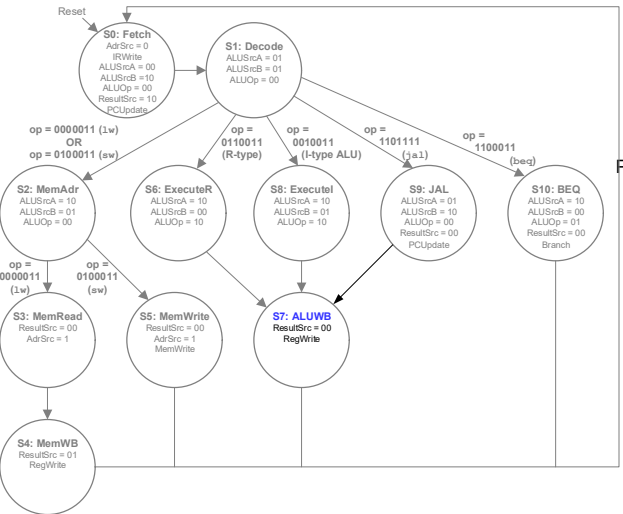 Reset
S0: Fetch
AdrSrc = 0
IRWrite
ALUSrcA = 00
ALUSrcB =10
ALUOp = 00
ResultSrc = 10
PCUpdate
S1: Decode
ALUSrcA = 01
ALUSrcB = 01
ALUOp = 00
op = 0000011 (lw)
OR
op = 0100011 (sw)
op =
0110011
(R-type)
op =
0010011
(I-type ALU)
op =
1101111
(jal)
op =
1100011
(beq)
S2: MemAdr
ALUSrcA = 10
ALUSrcB = 01
ALUOp = 00
S6: ExecuteR
ALUSrcA = 10
ALUSrcB = 00
ALUOp = 10
S8: ExecuteI
ALUSrcA = 10
ALUSrcB = 01
ALUOp = 10
S9: JAL
ALUSrcA = 01
ALUSrcB = 10
ALUOp = 00
ResultSrc = 00
PCUpdate
S10: BEQ
ALUSrcA = 10
ALUSrcB = 00
ALUOp = 01
ResultSrc = 00
Branch
op =
0000011
(lw)
op =
0100011
(sw)
S3: MemRead
ResultSrc = 00
AdrSrc = 1
S5: MemWrite
ResultSrc = 00
AdrSrc = 1
MemWrite
S7: ALUWB
ResultSrc = 00
RegWrite
S4: MemWB
ResultSrc = 01
RegWrite